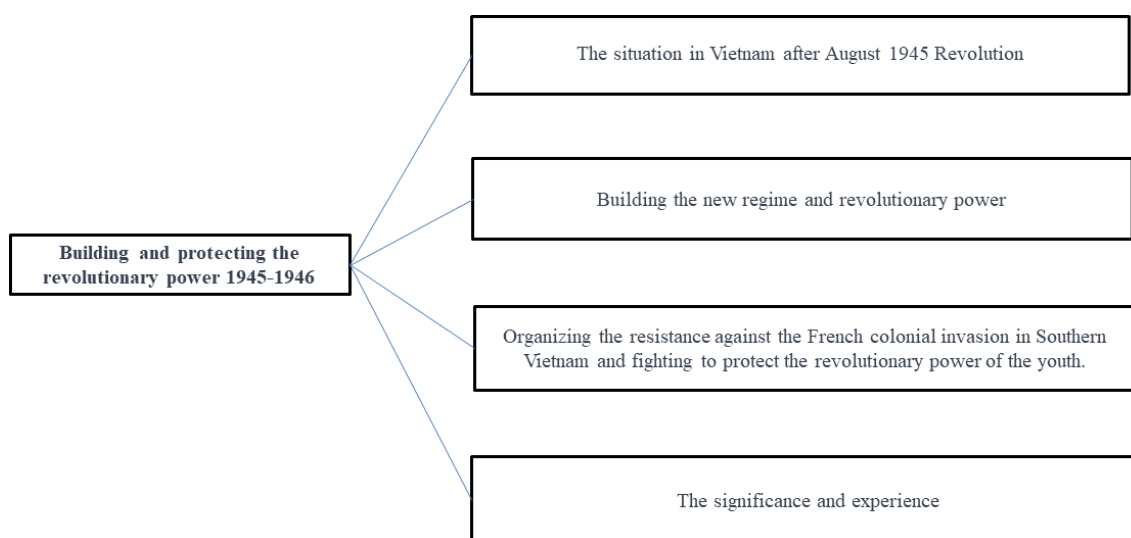 The situation in Vietnam after August 1945 Revolution
Building the new regime and revolutionary power
Building and protecting the
revolutionary power 1945-1946
Organizing the resistance against the French colonial invasion in Southern
Vietnam and fighting to protect the revolutionary power of the youth.
The significance and experience